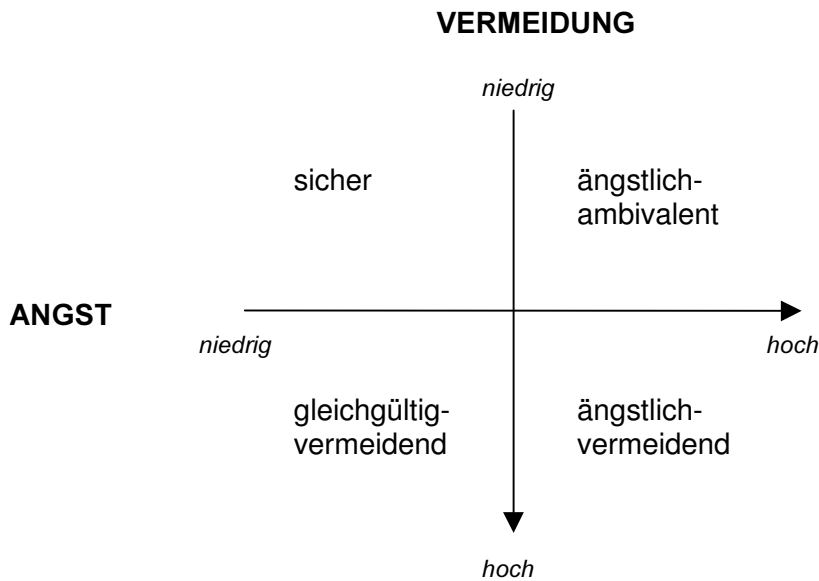 VERMEIDUNG
niedrig
sicher
ängstlich-
ambivalent
ANGST
niedrig
hoch
gleichgültig-
vermeidend
ängstlich-
vermeidend
hoch